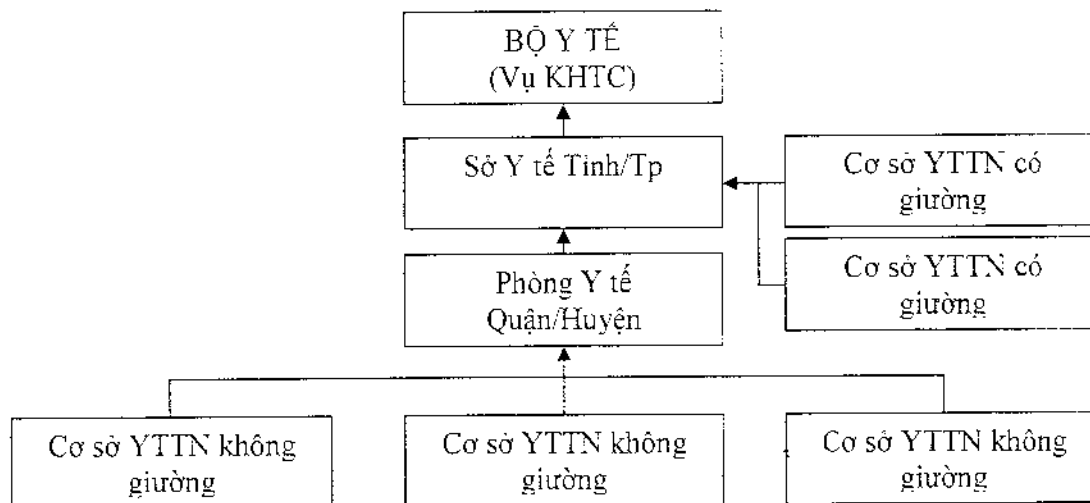 BỘ Y TẾ
(Vụ KHTC)
Sở Y tế Tỉnh/Tp
Cơ sở YTTN có
giường
Cơ sở YTTN có
giường
Phòng Y tế
Quận/Huyện
Cơ sở YTTN không
giường
Cơ sở YTTN không
giường
Cơ sở YTTN không
giường